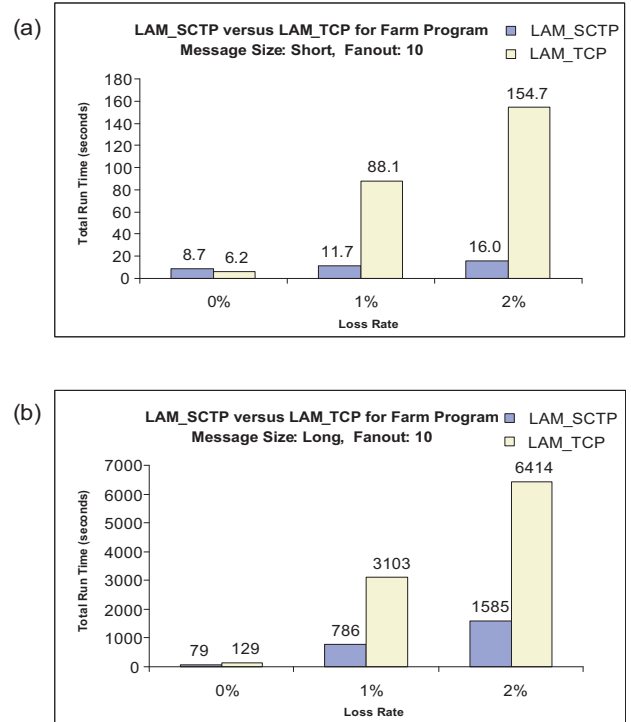 (a)
LAM_SCTP versus LAM_TCP for Farm Program
Message Size: Short, Fanout: 10
LAM_SCTP
LAM_TCP
Total Run Time (seconds)
180
160
140
120
100
80
60
40
20
0
8.7
6.2
11.7
88.1
16.0
154.7
0%
1%
2%
Loss Rate
(b)
LAM_SCTP versus LAM_TCP for Farm Program
Message Size: Long, Fanout: 10
LAM_SCTP
LAM_TCP
Total Run Time (seconds)
7000
6000
5000
4000
3000
2000
1000
0
79
129
786
3103
1585
6414
0%
1%
2%
Loss Rate